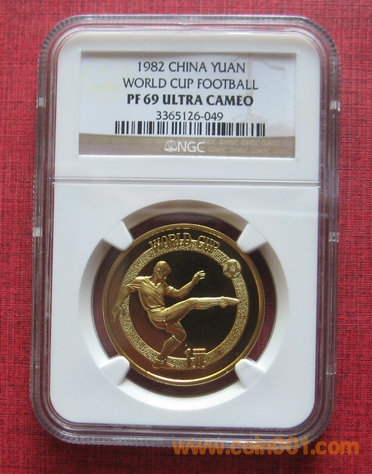 1982 CHINA YUAN
WORLD CUP FOOTBALL
PF 69 ULTRA CAMEO
3365126-049
NGC
WORLD-CUP
www.coin001.com